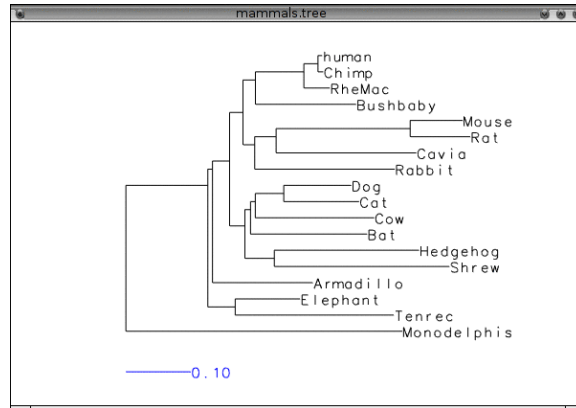 mammals.tree
human
Chimp
RheMac
Bushbaby
Mouse
Rat
Cavia
Rabbit
Dog
Cat
Cow
Bat
Hedgehog
Shrew
Armadillo
Elephant
Tenrec
Monodelphis
0.10